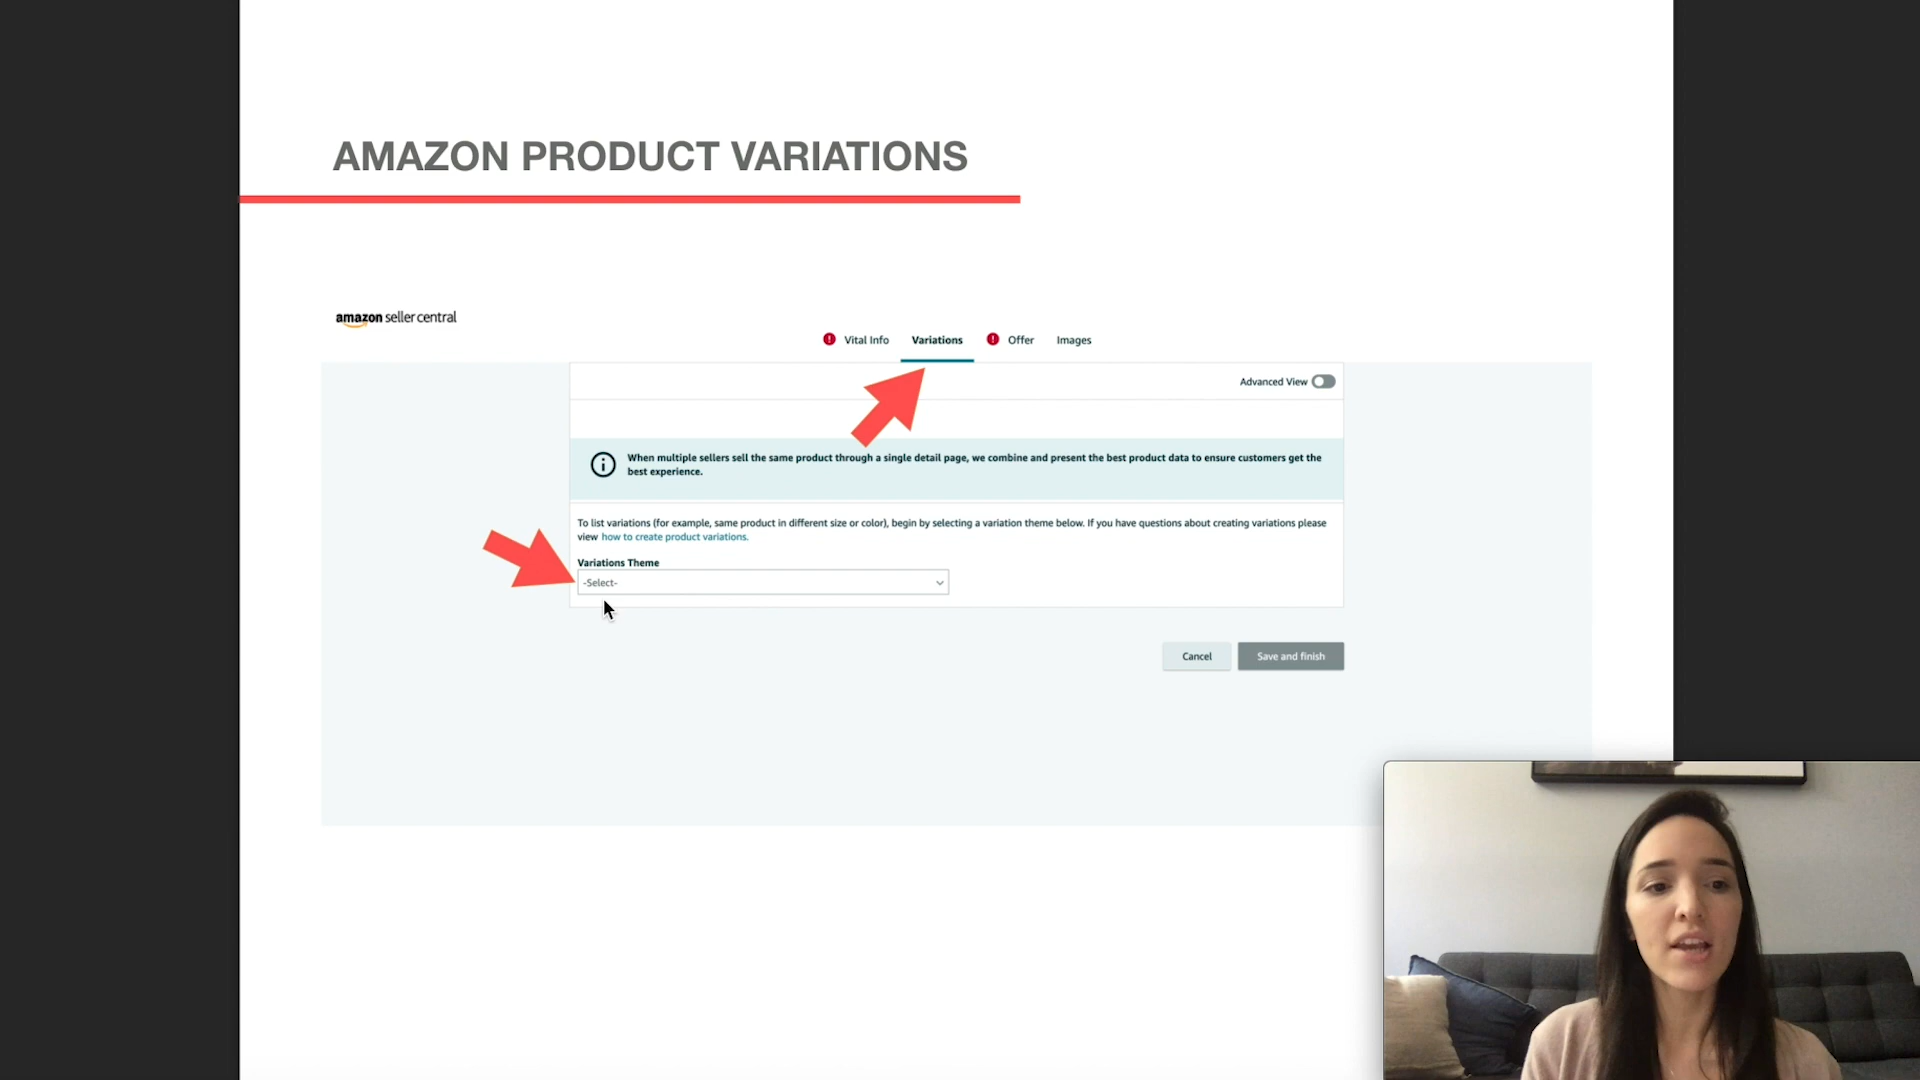 AMAZON PRODUCT VARIATIONS
amazon seller central
! Vital Info Variations ! Offer Images
Advanced View
When multiple sellers sell the same product through a single detail page, we combine and present the best product data to ensure customers get the
best experience.
To list variations (for example, same product in different size or color), begin by selecting a variation theme below. If you have questions about creating variations please
view how to create product variations.
Variations Theme
-Select-
Cancel Save and finish